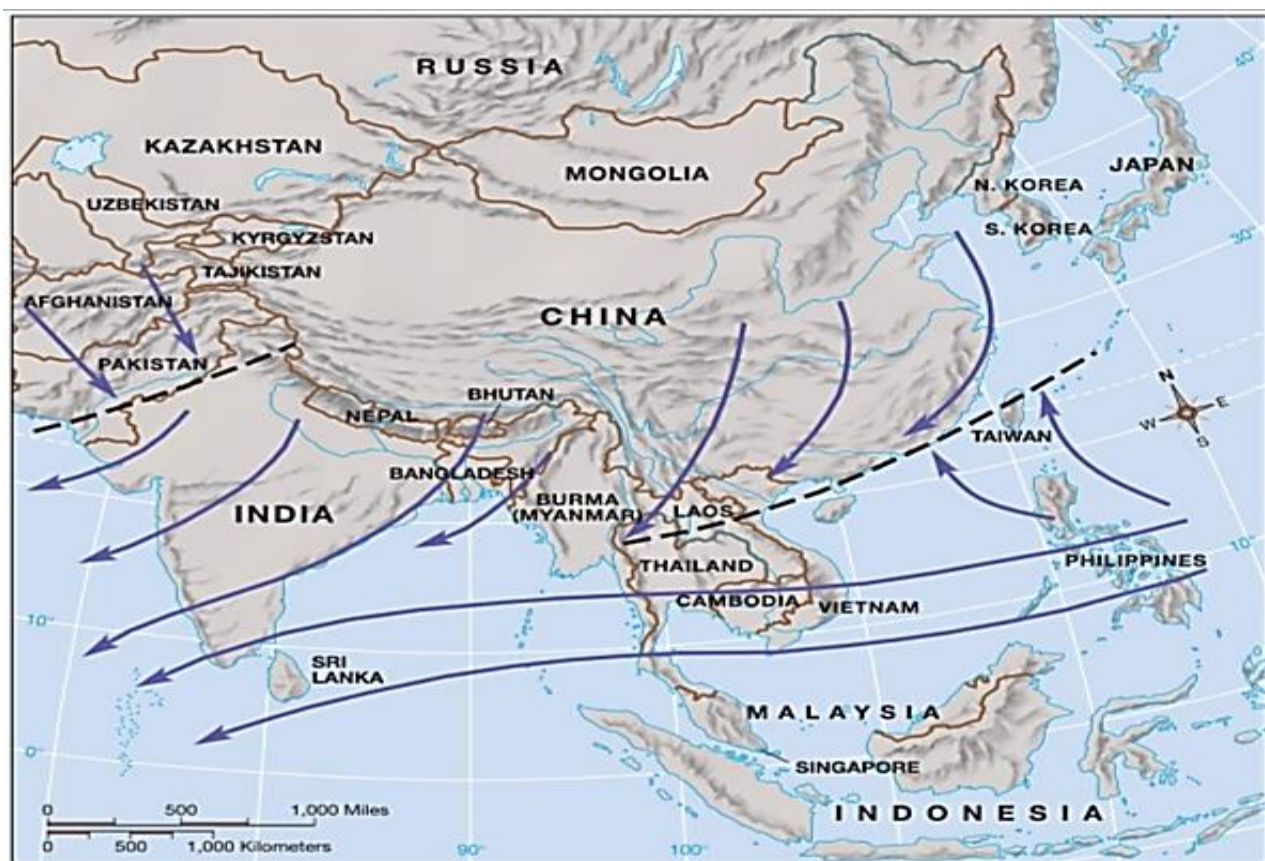 RUSSIA
40°
KAZAKHSTAN
MONGOLIA
JAPAN
UZBEKISTAN
N. KOREA
KYRGYZSTAN
S. KOREA
30°
TAJIKISTAN
AFGHANISTAN
CHINA
PAKISTAN
N
BHUTAN
NEPAL
W
E
S
TAIWAN
BANGLADESH
INDIA
BURMA
(MYANMAR)
LAOS
10°
THAILAND
PHILIPPINES
CAMBODIA
VIETNAM
10°
SRI
LANKA
MALAYSIA
0°
SINGAPORE
0 500 1,000 Miles
INDONESIA
0 500 1,000 Kilometers
90°
100°